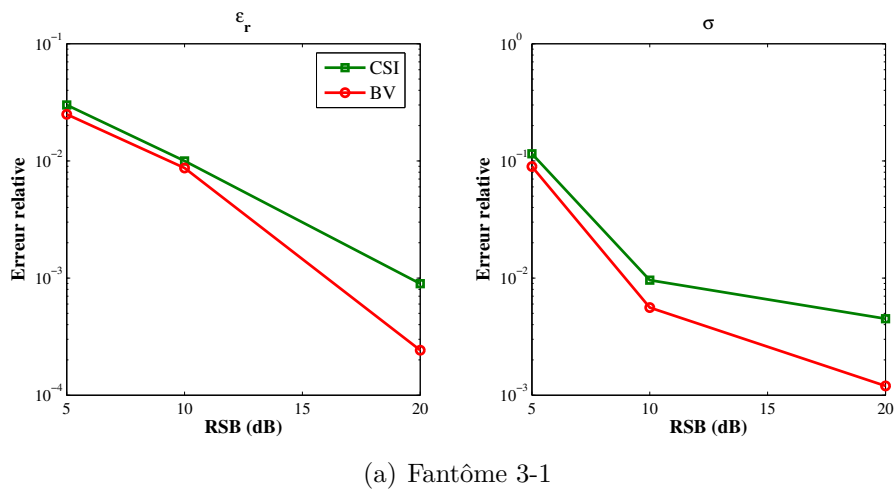 ε_r
10^-1
10^-2
10^-3
10^-4
Erreur relative
5
10
15
20
RSB (dB)
CSI
BV
σ
10^0
10^-1
10^-2
10^-3
Erreur relative
5
10
15
20
RSB (dB)
(a) Fantôme 3-1